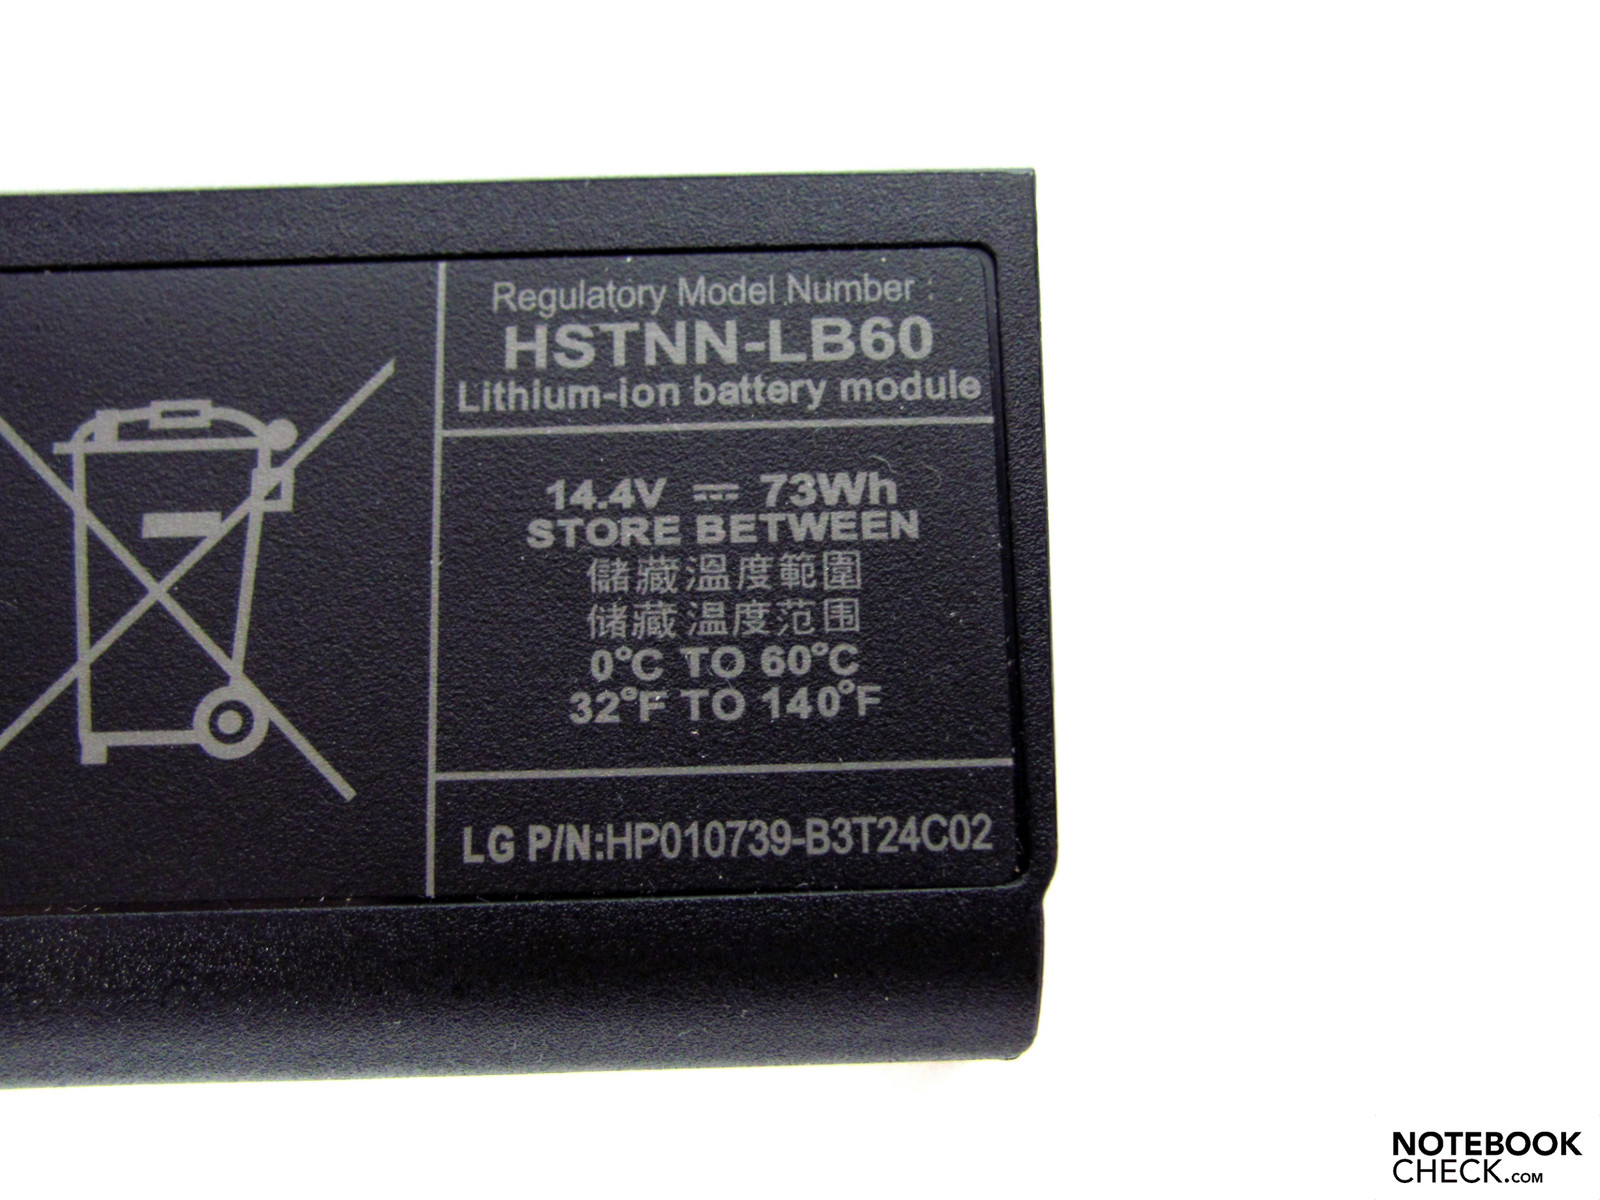 Regulatory Model Number :
HSTNN-LB60
Lithium-ion battery module
14.4V ⎓ 73Wh
STORE BETWEEN
儲藏溫度範圍
储藏温度范围
0°C TO 60°C
32°F TO 140°F
LG P/N:HP010739-B3T24C02
NOTEBOOK
CHECK.COM